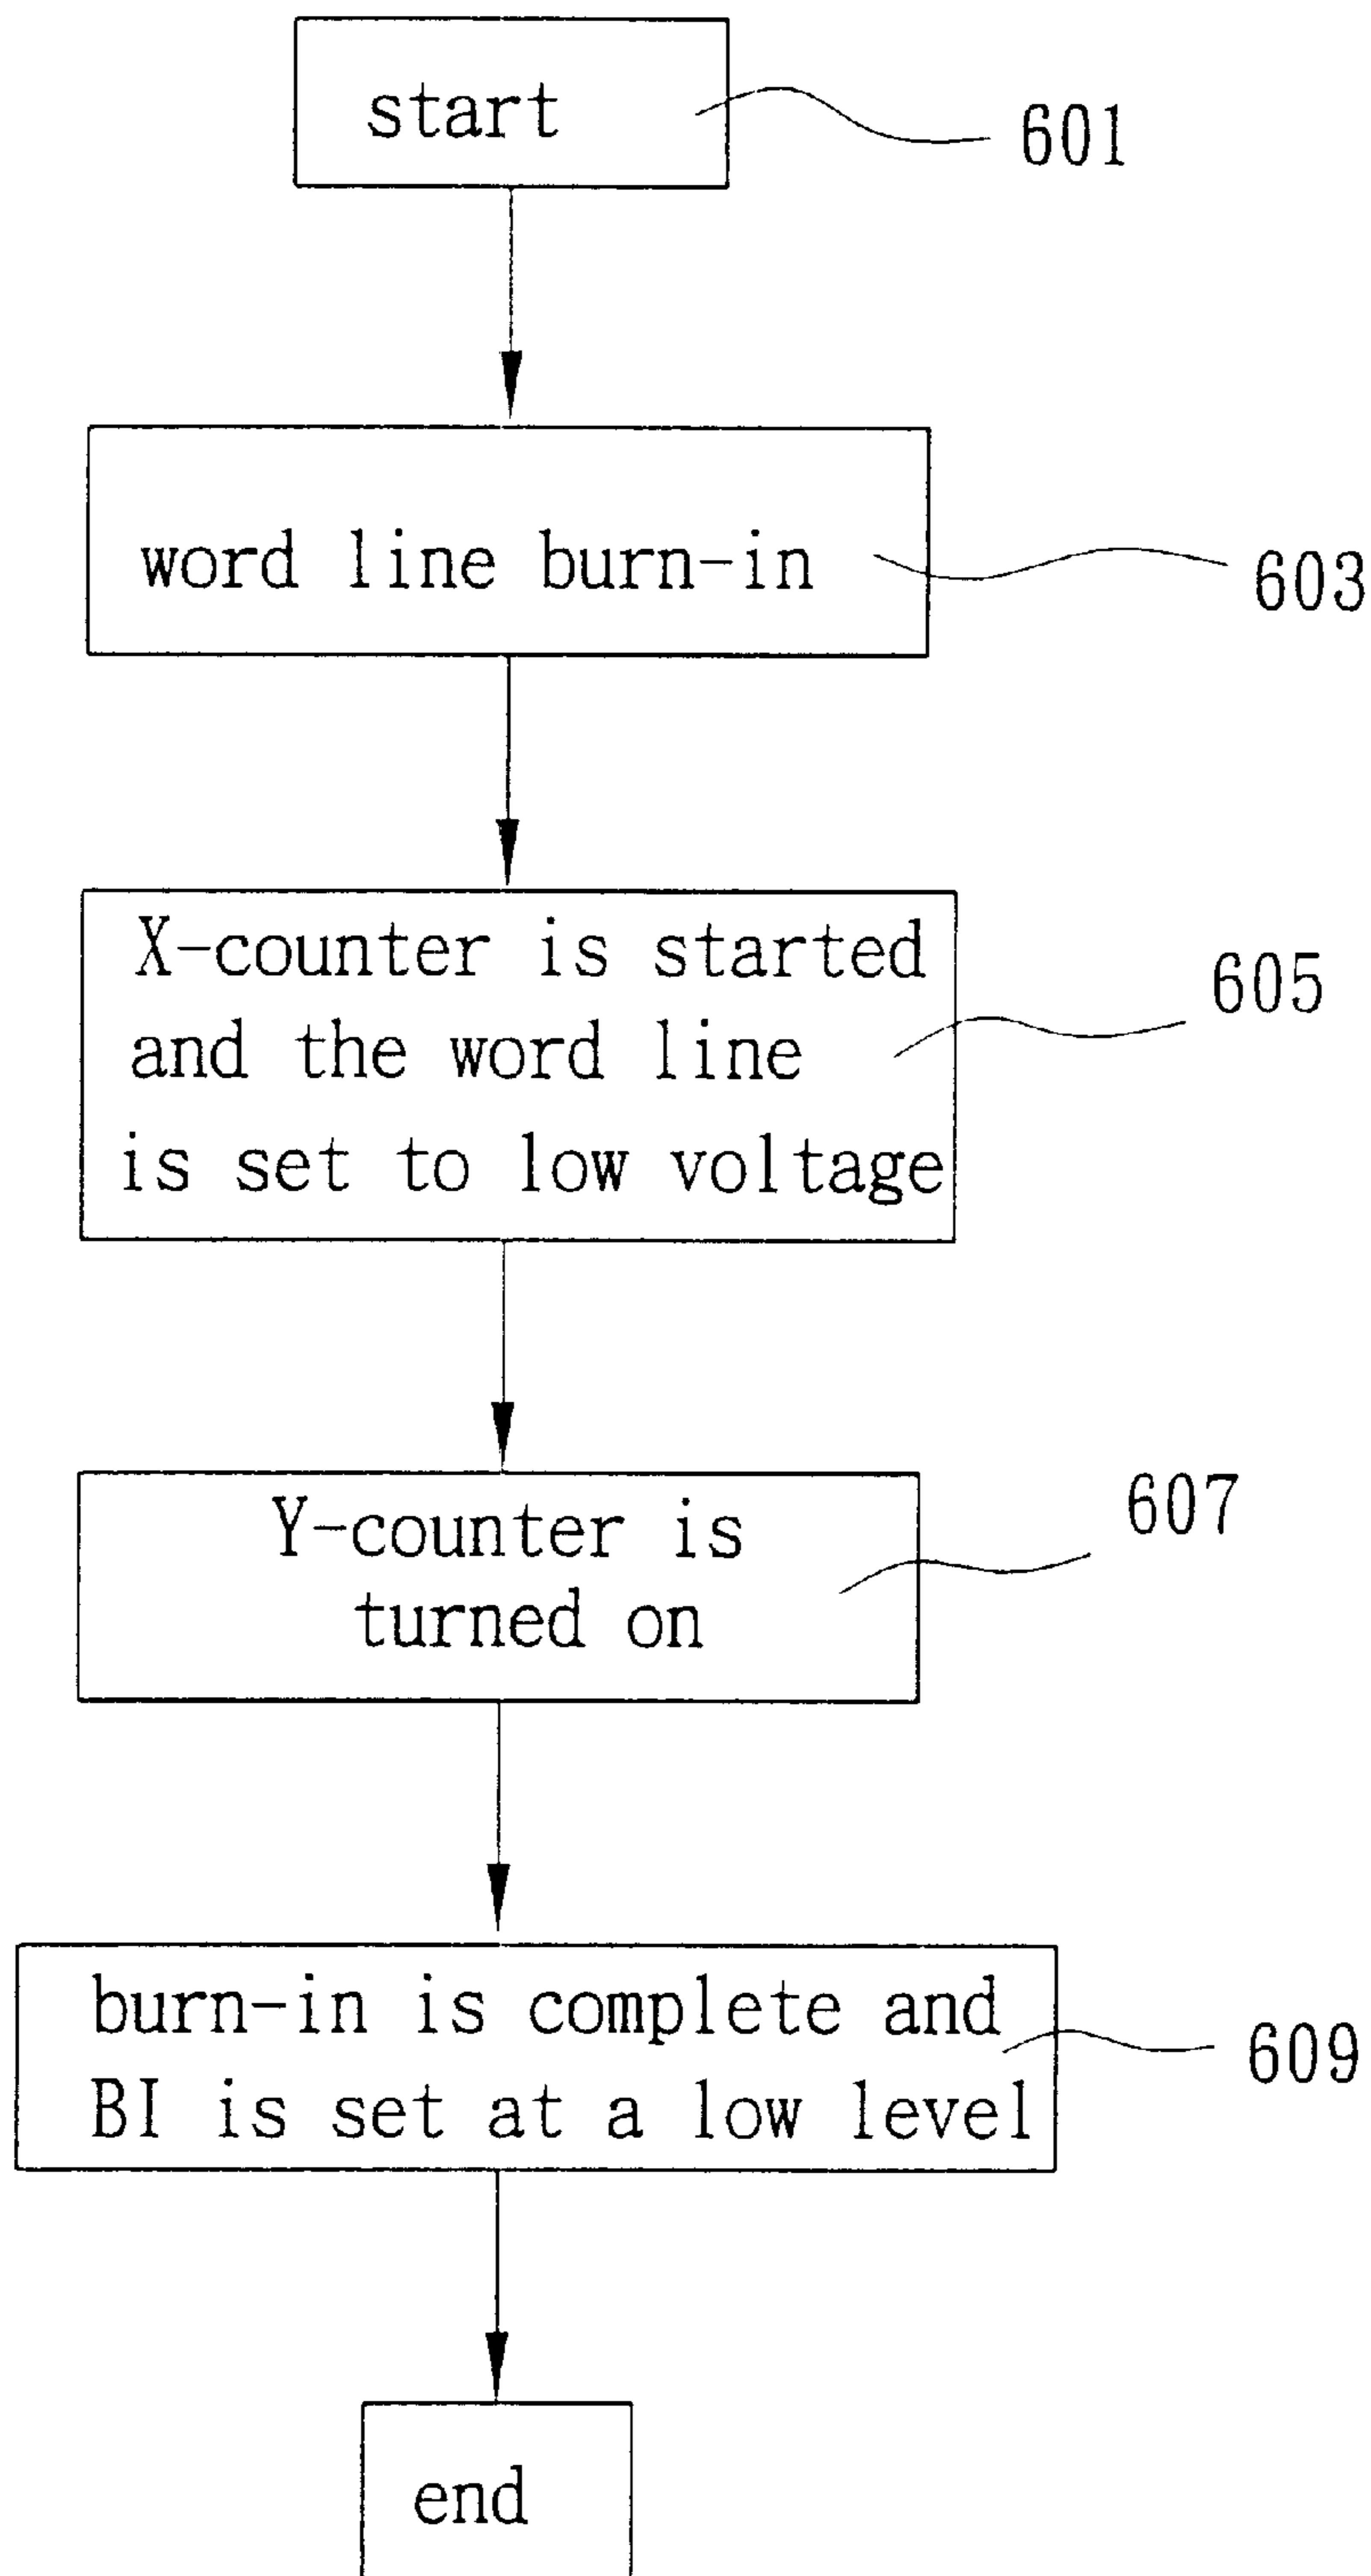 start
601
word line burn-in
603
X-counter is started
and the word line
is set to low voltage
605
Y-counter is
turned on
607
burn-in is complete and
BI is set at a low level
609
end